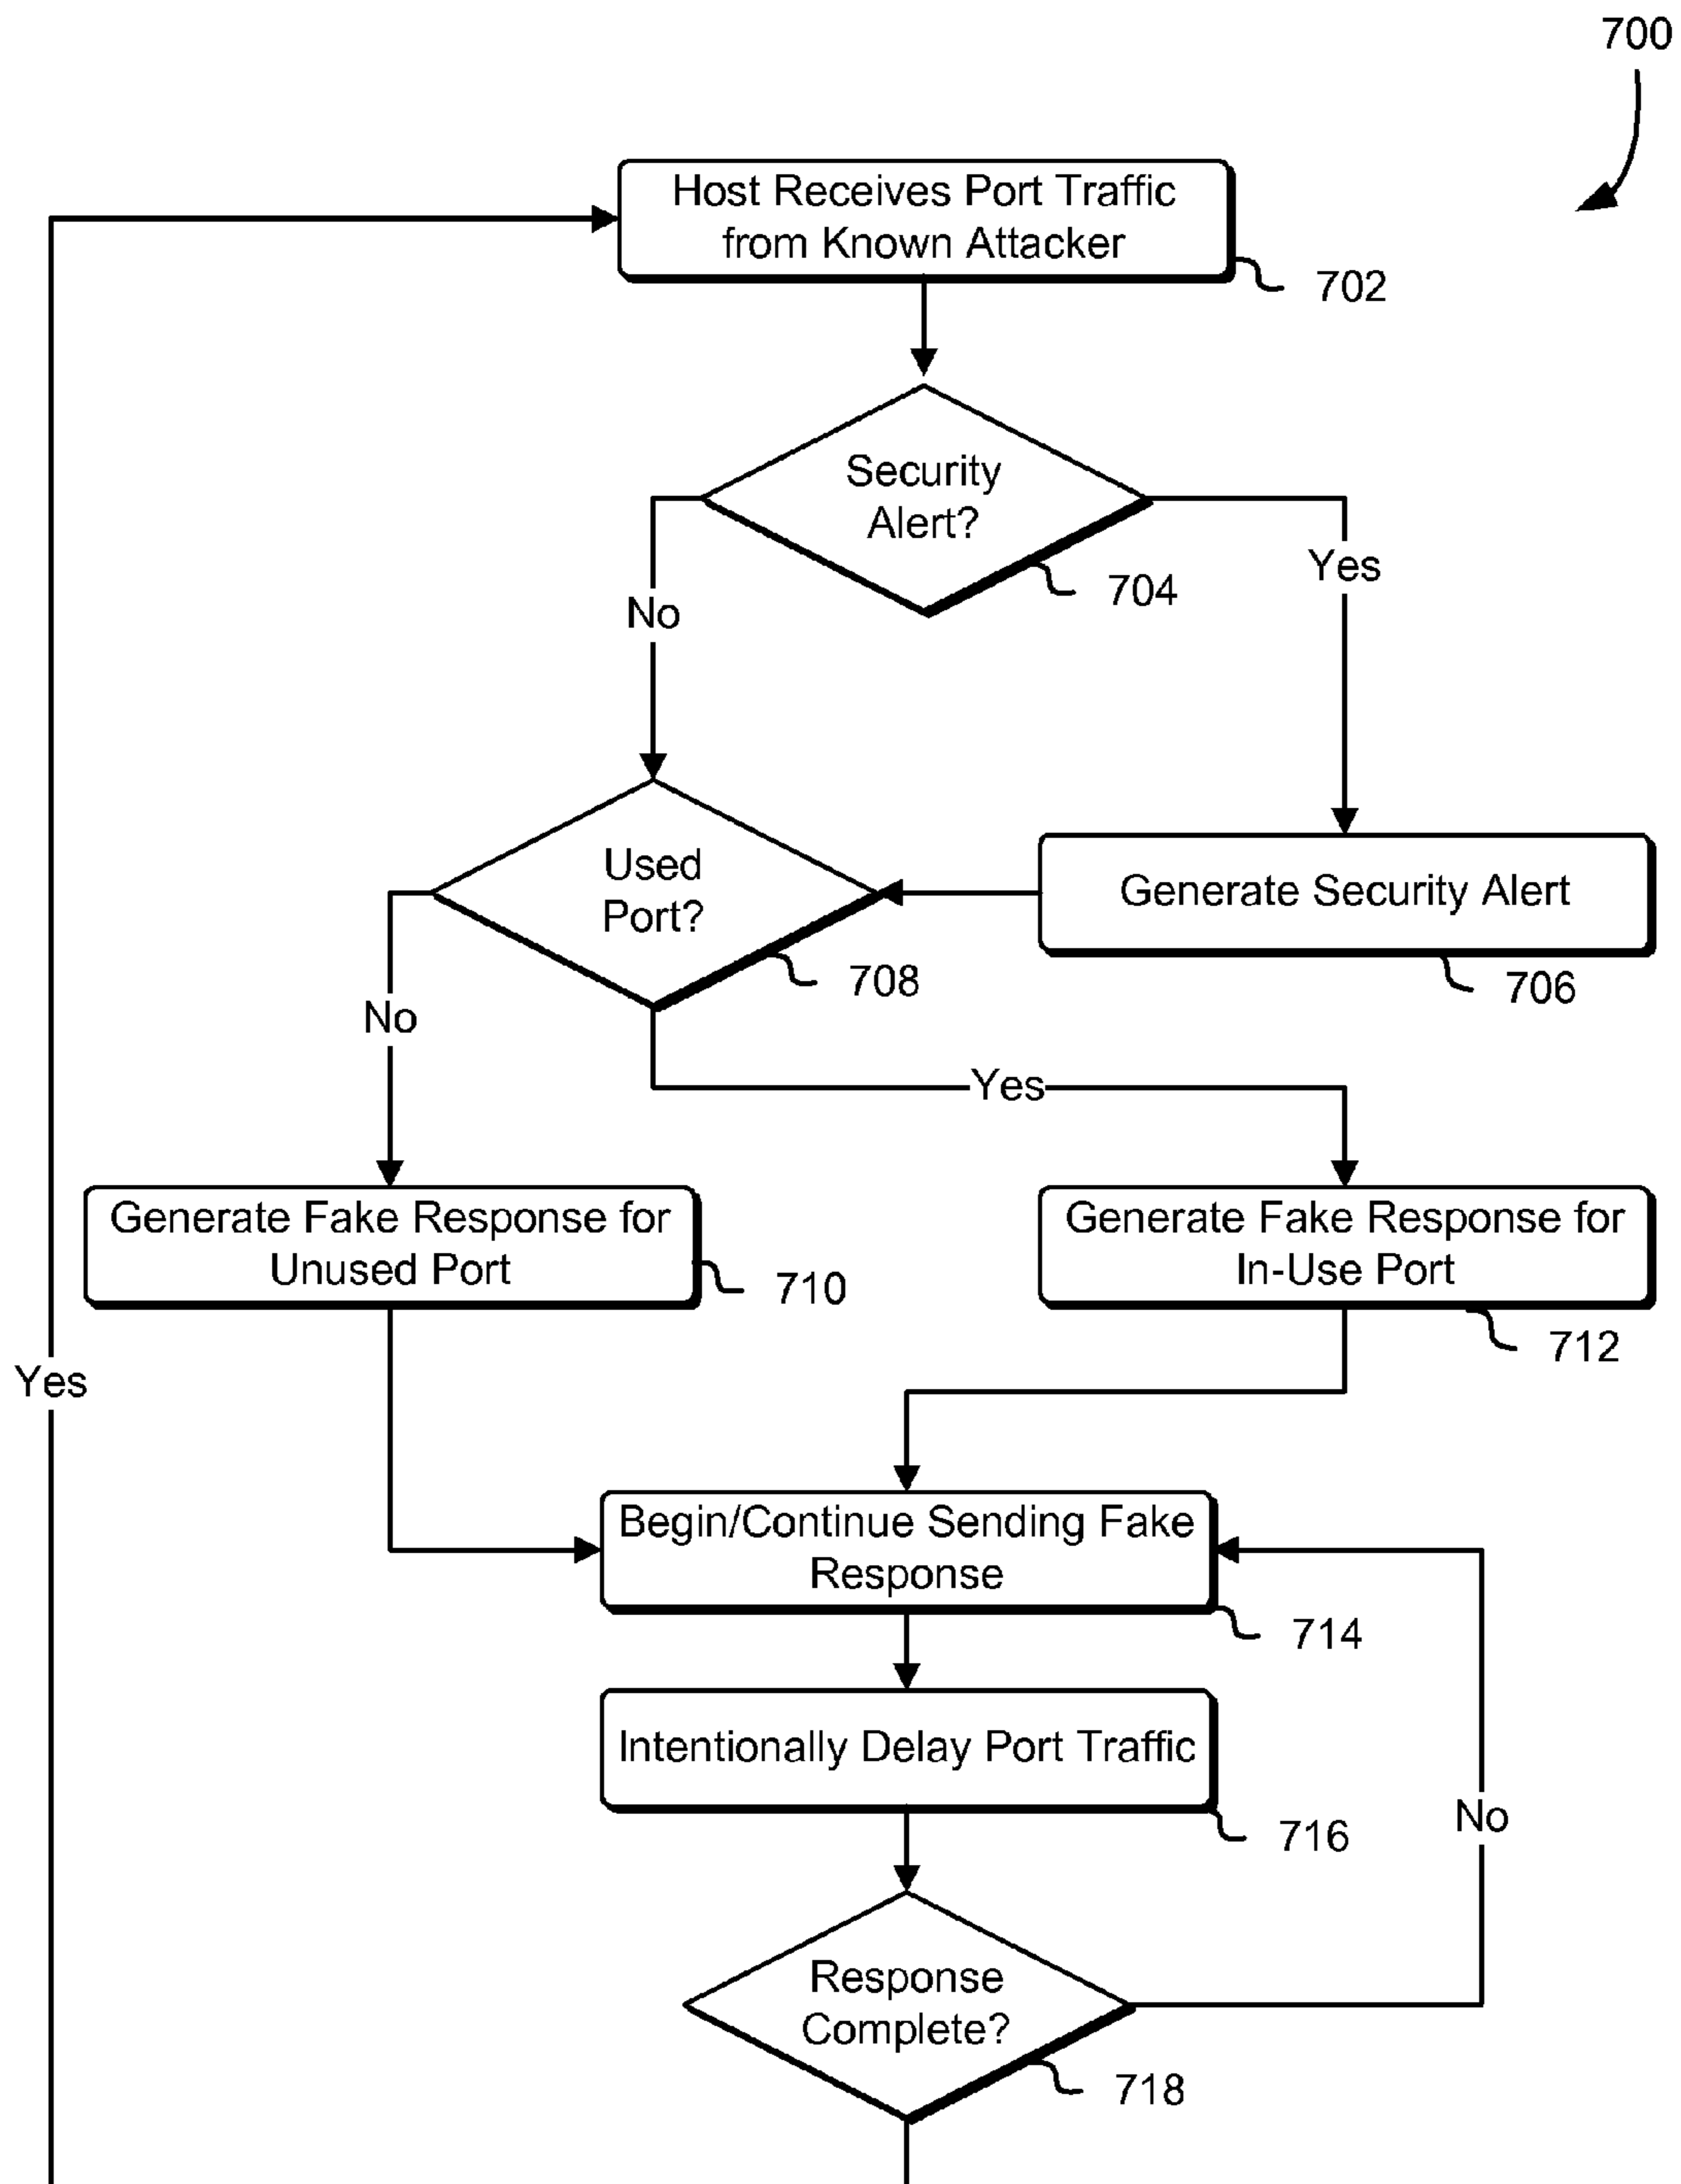 700
Host Receives Port Traffic
from Known Attacker
702
Security
Alert?
704
Yes
No
Used
Port?
708
Generate Security Alert
706
No
Yes
Generate Fake Response for
Unused Port
710
Generate Fake Response for
In-Use Port
712
Yes
Begin/Continue Sending Fake
Response
714
Intentionally Delay Port Traffic
716
No
Response
Complete?
718